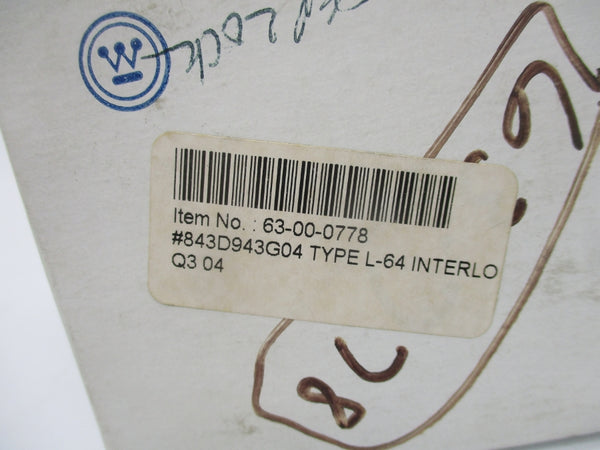 W
LOCK
Item No. : 63-00-0778
#843D943G04 TYPE L-64 INTERLO
Q3 04